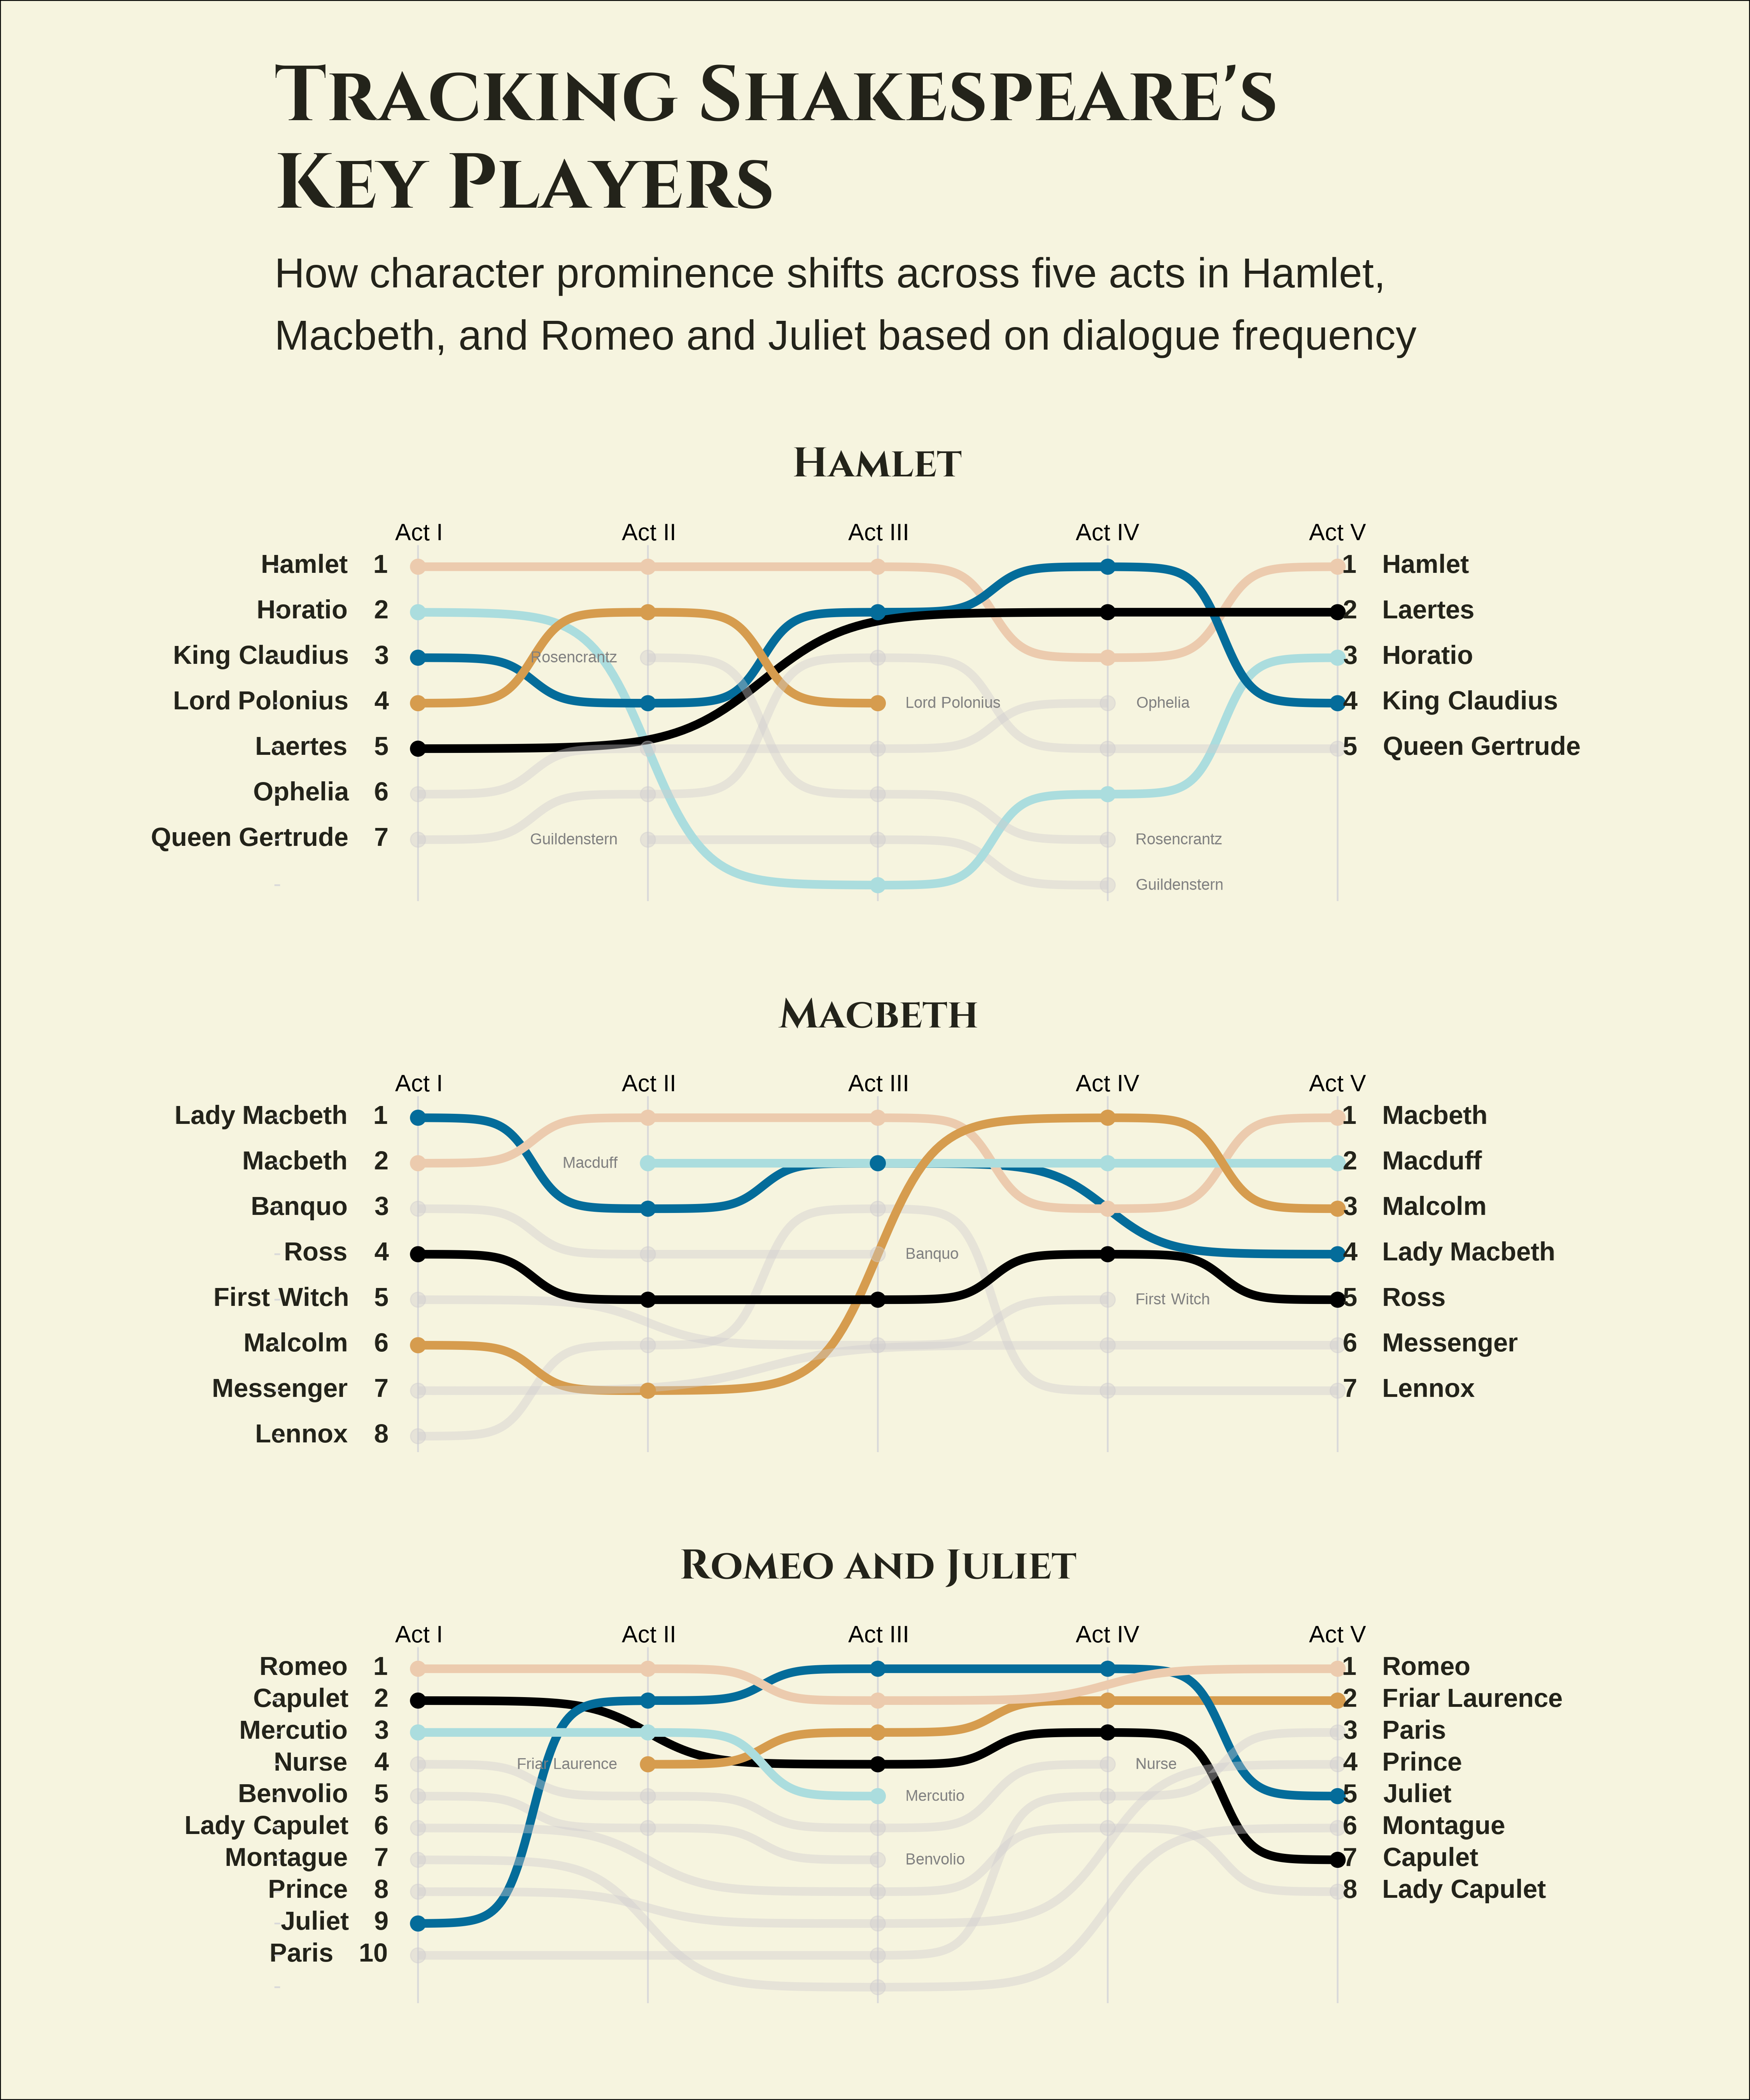 Tracking Shakespeare's
Key Players
How character prominence shifts across five acts in Hamlet,
Macbeth, and Romeo and Juliet based on dialogue frequency
Hamlet
Act I Act II Act III Act IV Act V
Hamlet 1 1 Hamlet
Horatio 2 2 Laertes
King Claudius 3 Rosencrantz 3 Horatio
Lord Polonius 4 Lord Polonius Ophelia 4 King Claudius
Laertes 5 5 Queen Gertrude
Ophelia 6
Queen Gertrude 7 Guildenstern Rosencrantz
Guildenstern
Macbeth
Act I Act II Act III Act IV Act V
Lady Macbeth 1 1 Macbeth
Macbeth 2 Macduff 2 Macduff
Banquo 3 3 Malcolm
Ross 4 Banquo 4 Lady Macbeth
First Witch 5 First Witch 5 Ross
Malcolm 6 6 Messenger
Messenger 7 7 Lennox
Lennox 8
Romeo and Juliet
Act I Act II Act III Act IV Act V
Romeo 1 1 Romeo
Capulet 2 2 Friar Laurence
Mercutio 3 3 Paris
Nurse 4 Friar Laurence Nurse 4 Prince
Benvolio 5 Mercutio 5 Juliet
Lady Capulet 6 6 Montague
Montague 7 Benvolio 7 Capulet
Prince 8 8 Lady Capulet
Juliet 9
Paris 10